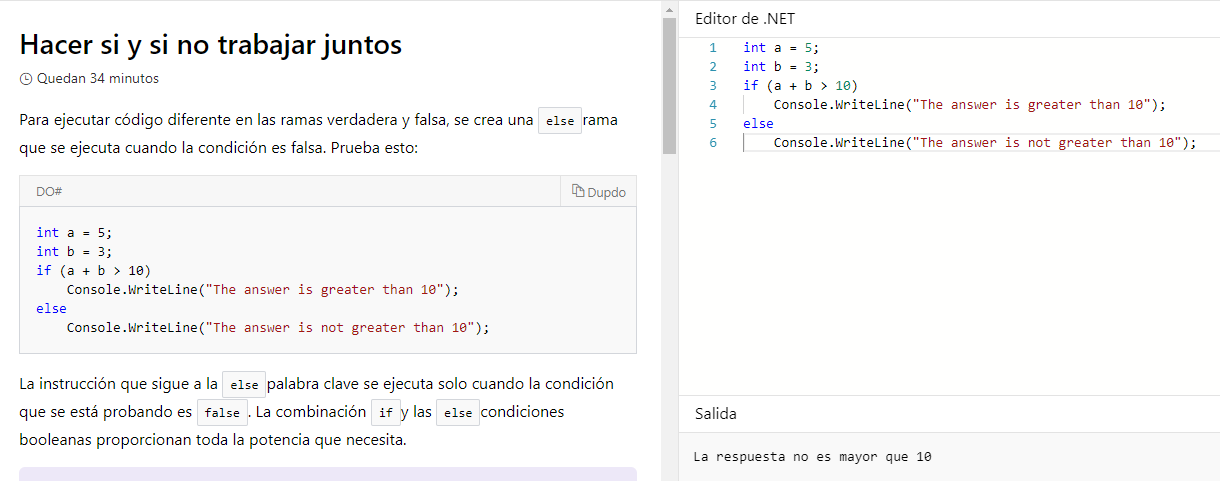 Hacer si y si no trabajar juntos
Quedan 34 minutos
Para ejecutar código diferente en las ramas verdadera y falsa, se crea una else rama
que se ejecuta cuando la condición es falsa. Prueba esto:
DO#
Dupdo
int a = 5;
int b = 3;
if (a + b > 10)
    Console.WriteLine("The answer is greater than 10");
else
    Console.WriteLine("The answer is not greater than 10");
La instrucción que sigue a la else palabra clave se ejecuta solo cuando la condición
que se está probando es false. La combinación if y las else condiciones
booleanas proporcionan toda la potencia que necesita.
Editor de .NET
1 int a = 5;
2 int b = 3;
3 if (a + b > 10)
4     Console.WriteLine("The answer is greater than 10");
5 else
6     Console.WriteLine("The answer is not greater than 10");
Salida
La respuesta no es mayor que 10